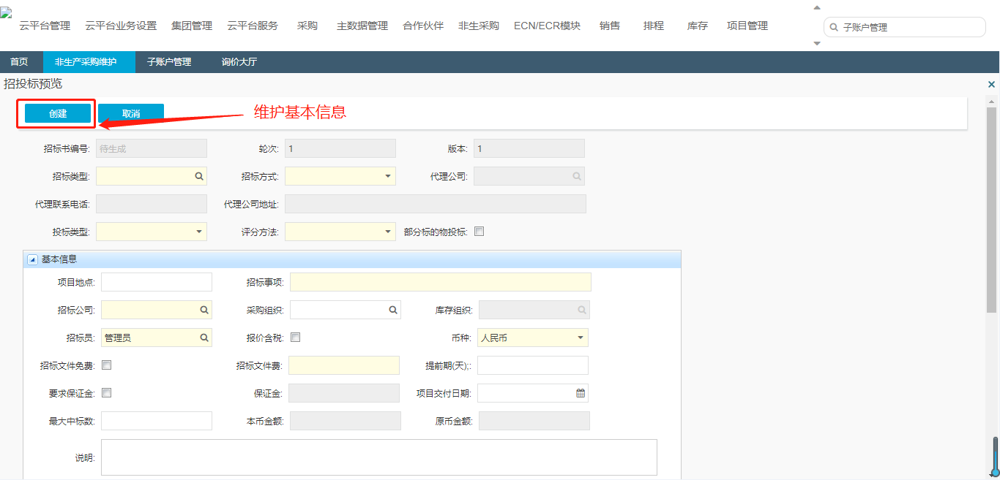 云平台管理 云平台业务设置 集团管理 云平台服务 采购 主数据管理 合作伙伴 非生采购 ECN/ECR模块 销售 排程 库存 项目管理 子账户管理
首页 非生产采购维护 子账户管理 询价大厅
招投标预览
创建 取消 维护基本信息
招标书编号: 待生成 轮次: 1 版本: 1
招标类型: 招标方式: 代理公司:
代理联系电话: 代理公司地址:
投标类型: 评分方法: 部分标的物投标:
基本信息
项目地点: 招标事项:
招标公司: 采购组织: 库存组织:
招标员: 管理员 报价含税: 币种: 人民币
招标文件免费: 招标文件费: 提前期(天);:
要求保证金: 保证金: 项目交付日期:
最大中标数: 本币金额: 原币金额:
说明: